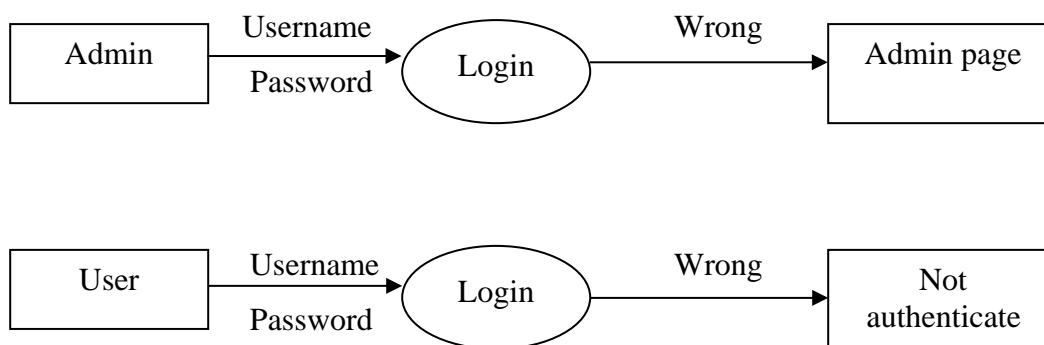 Admin
Username
Password
Login
Wrong
Admin page
User
Username
Password
Login
Wrong
Not
authenticate